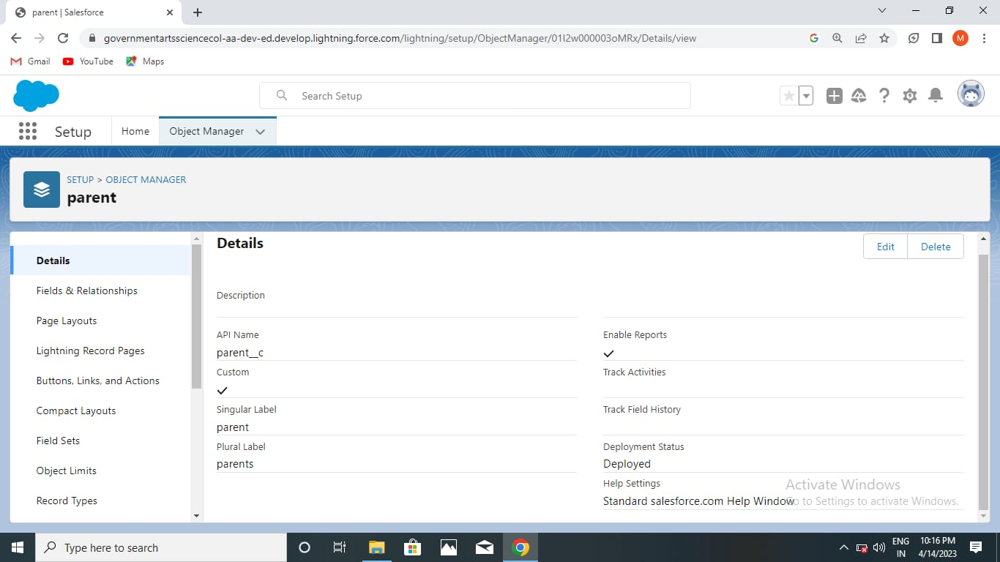 parent | Salesforce
governmentartssciencecol-aa-dev-ed.develop.lightning.force.com/lightning/setup/ObjectManager/01I2w000003oMRx/Details/view
M
Gmail
YouTube
Maps
Search Setup
Setup
Home
Object Manager
SETUP > OBJECT MANAGER
parent
Details
Fields & Relationships
Page Layouts
Lightning Record Pages
Buttons, Links, and Actions
Compact Layouts
Field Sets
Object Limits
Record Types
Details
Edit
Delete
Description
API Name
parent__c
Custom
Singular Label
parent
Plural Label
parents
Enable Reports
Track Activities
Track Field History
Deployment Status
Deployed
Help Settings
Standard salesforce.com Help Window
Activate Windows
Go to Settings to activate Windows.
Type here to search
ENG
IN
10:16 PM
4/14/2023